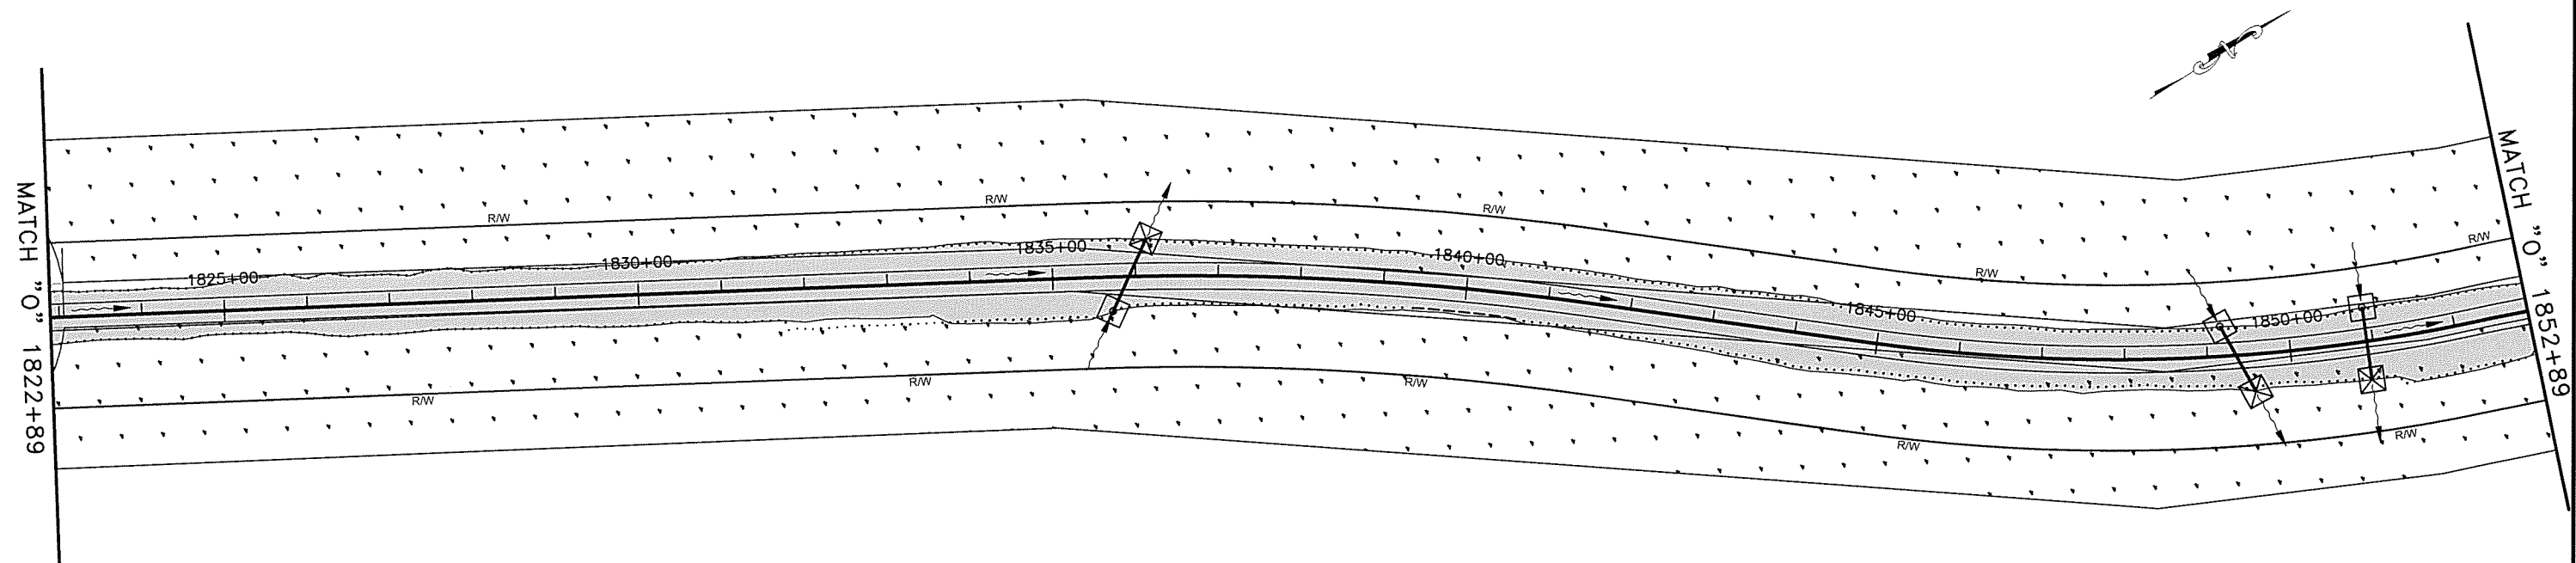 MATCH "O" 1822+89
R/W
R/W
R/W
R/W
R/W
1825+00
1830+00
1835+00
1840+00
1845+00
1850+00
R/W
R/W
R/W
R/W
R/W
MATCH "O" 1852+89
N